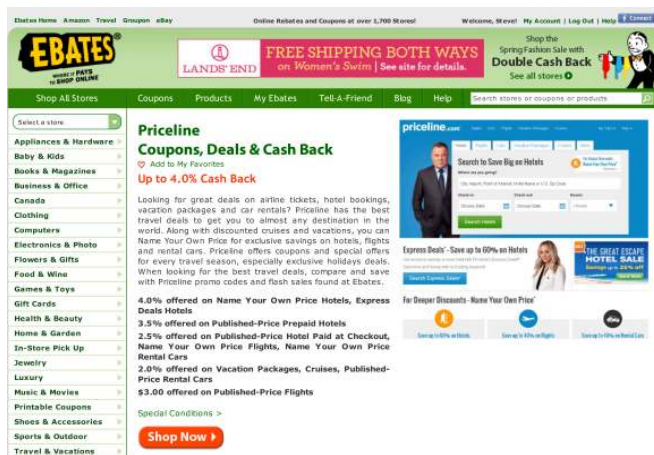 Ebates Home Amazon Travel Groupon eBay
Online Rebates and Coupons at over 1,700 Stores!
Welcome, Steve! My Account | Log Out | Help
Connect
EBATES
WHERE IT PAYS
TO SHOP ONLINE
LANDS' END
FREE SHIPPING BOTH WAYS
on Women's Swim | See site for details.
Shop the
Spring Fashion Sale with
Double Cash Back
See all stores
Shop All Stores
Coupons Products My Ebates Tell-A-Friend Blog Help
Search stores or coupons or products
Select a store
Appliances & Hardware
Baby & Kids
Books & Magazines
Business & Office
Canada
Clothing
Computers
Electronics & Photo
Flowers & Gifts
Food & Wine
Games & Toys
Gift Cards
Health & Beauty
Home & Garden
In-Store Pick Up
Jewelry
Luxury
Music & Movies
Printable Coupons
Shoes & Accessories
Sports & Outdoor
Travel & Vacations
Priceline
Coupons, Deals & Cash Back
Add to My Favorites
Up to 4.0% Cash Back
Looking for great deals on airline tickets, hotel bookings,
vacation packages and car rentals? Priceline has the best
travel deals to get you to almost any destination in the
world. Along with discounted cruises and vacations, you can
Name Your Own Price for exclusive savings on hotels, flights
and rental cars. Priceline offers coupons and special offers
for every travel season, especially exclusive holidays deals.
When looking for the best travel deals, compare and save
with Priceline promo codes and flash sales found at Ebates.
4.0% offered on Name Your Own Price Hotels, Express
Deals Hotels
3.5% offered on Published-Price Prepaid Hotels
2.5% offered on Published-Price Hotel Paid at Checkout,
Name Your Own Price Flights, Name Your Own Price
Rental Cars
2.0% offered on Vacation Packages, Cruises, Published-
Price Rental Cars
$3.00 offered on Published-Price Flights
Special Conditions >
Shop Now
priceline.com
Search to Save Big on Hotels
Where are you going?
Search Hotels
Express Deals® - Save up to 60% on Hotels
Search Express Deals
THE GREAT ESCAPE
HOTEL SALE
For Deeper Discounts - Name Your Own Price®
Save up to 60% on Hotels
Save up to 40% on Flights